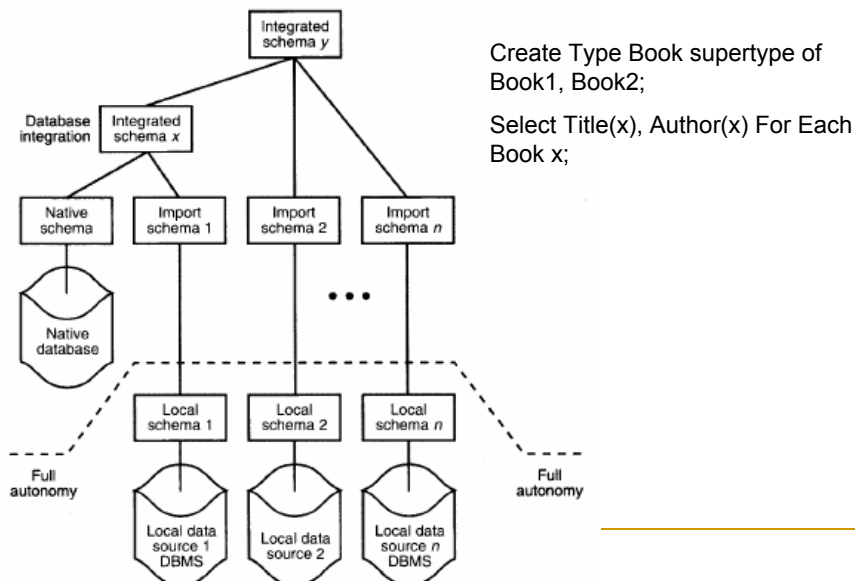 Integrated
schema y
Create Type Book supertype of
Book1, Book2;
Select Title(x), Author(x) For Each
Book x;
Database
integration
Integrated
schema x
Native
schema
Import
schema 1
Import
schema 2
Import
schema n
Native
database
Local
schema 1
Local
schema 2
Local
schema n
Full
autonomy
Full
autonomy
Local data
source 1
DBMS
Local data
source 2
Local data
source n
DBMS